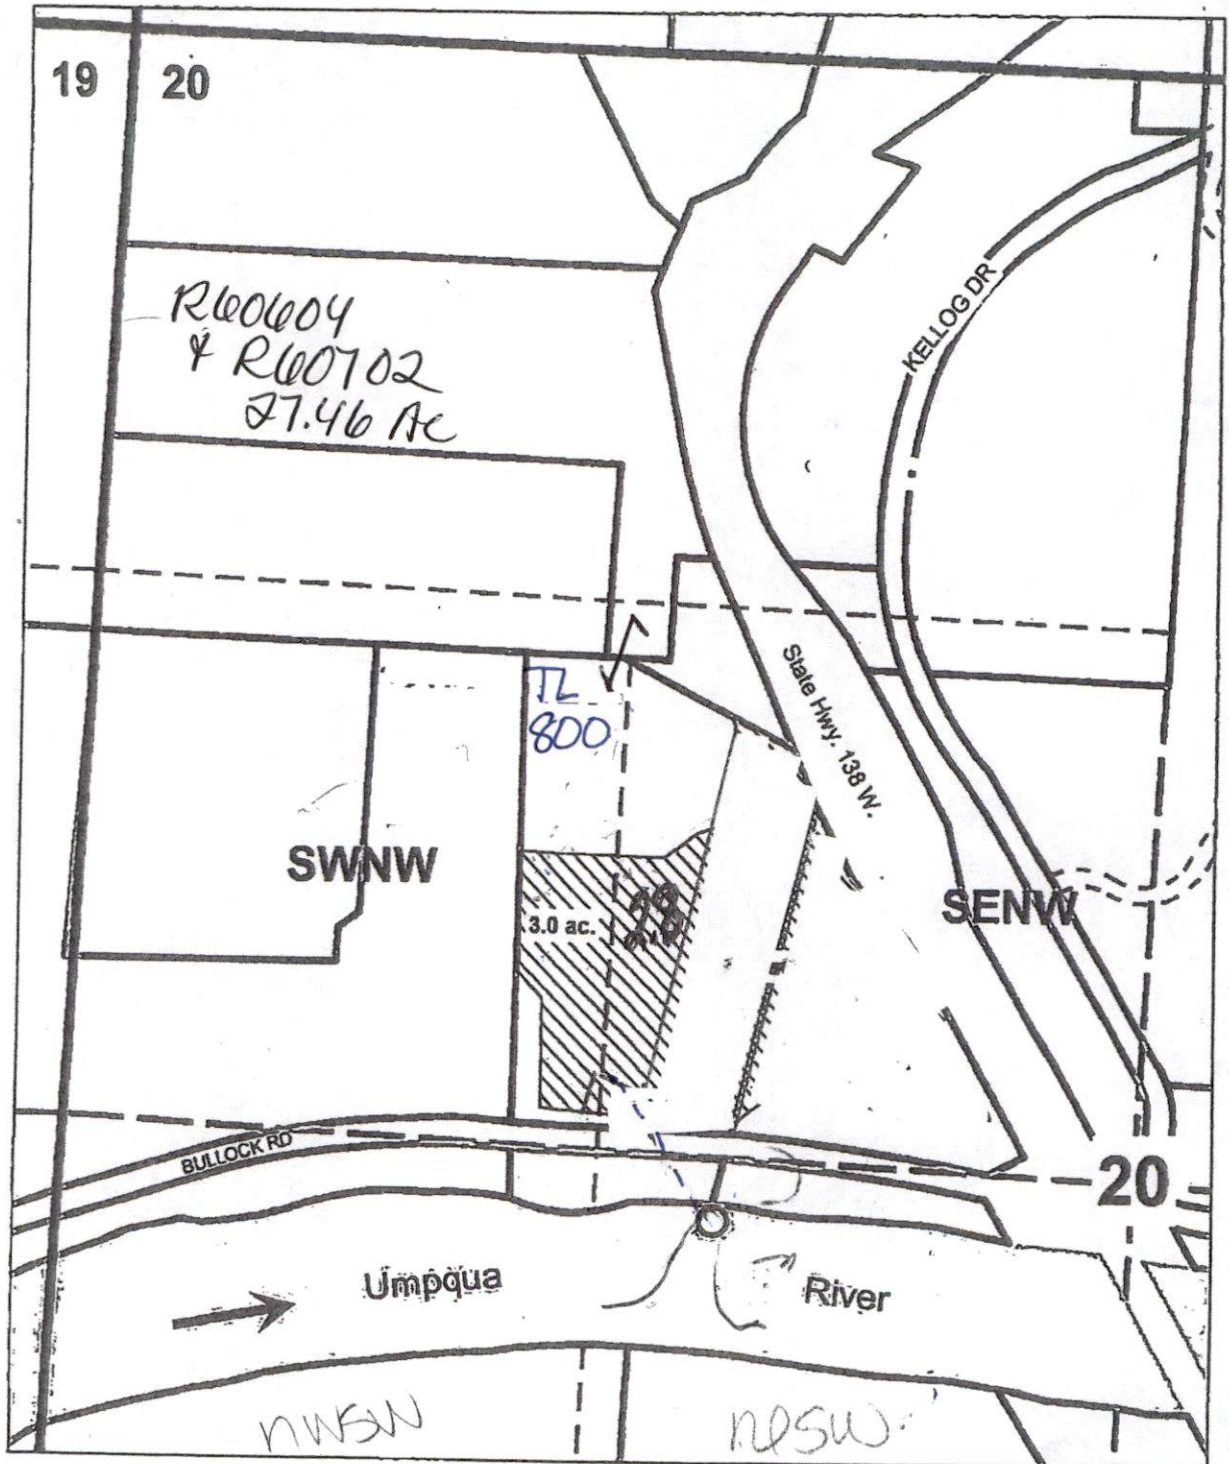 19 20
R60604
& R60702
27.46 Ac
KELLOG DR
TL
800
State Hwy. 138 W.
SWNW
SENW
3.0 ac.
BULLOCK RD
20
Umpqua River
NWSW NESW